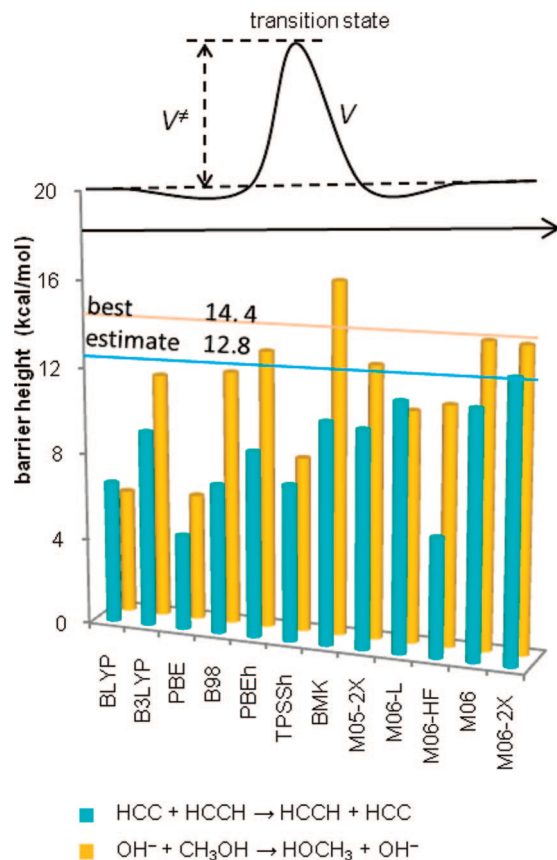 transition state
V≠
V
20
16
12
8
4
0
barrier height (kcal/mol)
best 14.4
estimate 12.8
BLYP
B3LYP
PBE
B98
PBEh
TPSSh
BMK
M05-2X
M06-L
M06-HF
M06
M06-2X
HCC + HCCH → HCCH + HCC
OH⁻ + CH₃OH → HOCH₃ + OH⁻